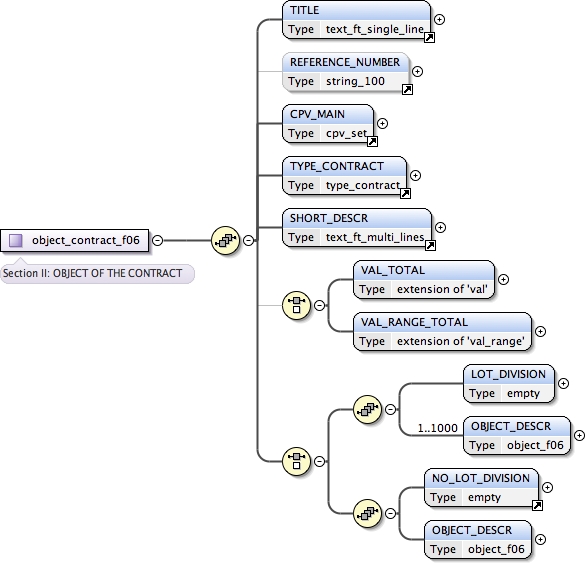 TITLE
Type text_ft_single_line
REFERENCE_NUMBER
Type string_100
CPV_MAIN
Type cpv_set
TYPE_CONTRACT
Type type_contract
SHORT_DESCR
Type text_ft_multi_lines
object_contract_f06
Section II: OBJECT OF THE CONTRACT
VAL_TOTAL
Type extension of 'val'
VAL_RANGE_TOTAL
Type extension of 'val_range'
LOT_DIVISION
Type empty
1..1000
OBJECT_DESCR
Type object_f06
NO_LOT_DIVISION
Type empty
OBJECT_DESCR
Type object_f06